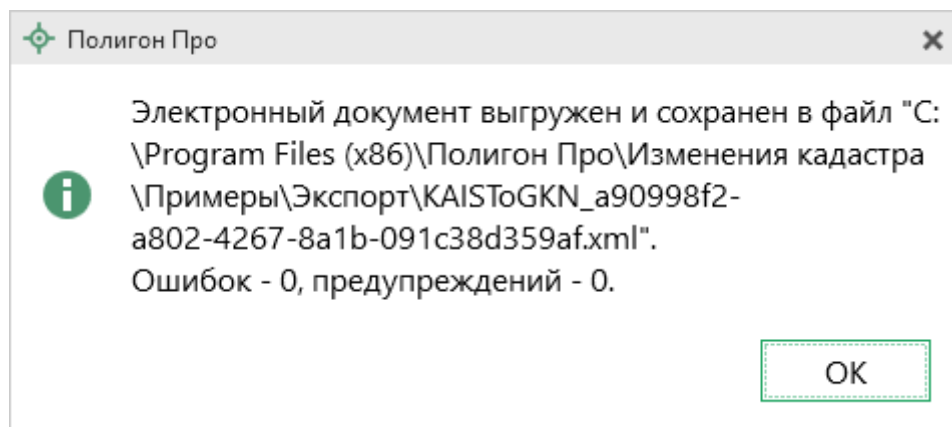 Полигон Про
Электронный документ выгружен и сохранен в файл "C:
\Program Files (x86)\Полигон Про\Изменения кадастра
\Примеры\Экспорт\KAISToGKN_a90998f2-
a802-4267-8a1b-091c38d359af.xml".
Ошибок - 0, предупреждений - 0.
OK